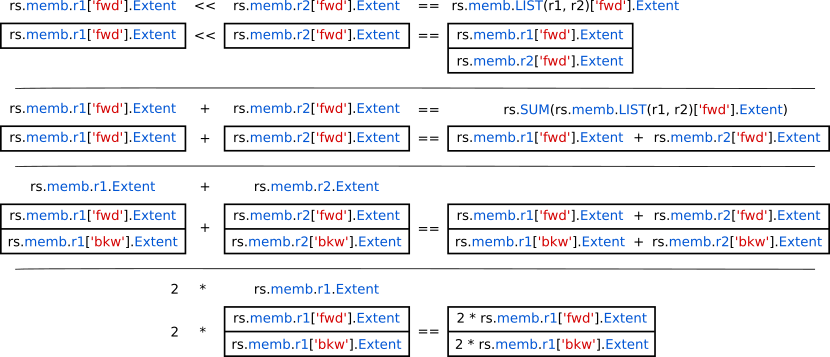 rs.memb.r1['fwd'].Extent << rs.memb.r2['fwd'].Extent == rs.memb.LIST(r1, r2)['fwd'].Extent
rs.memb.r1['fwd'].Extent << rs.memb.r2['fwd'].Extent == rs.memb.r1['fwd'].Extent
rs.memb.r2['fwd'].Extent
rs.memb.r1['fwd'].Extent + rs.memb.r2['fwd'].Extent == rs.SUM(rs.memb.LIST(r1, r2)['fwd'].Extent)
rs.memb.r1['fwd'].Extent + rs.memb.r2['fwd'].Extent == rs.memb.r1['fwd'].Extent + rs.memb.r2['fwd'].Extent
rs.memb.r1.Extent + rs.memb.r2.Extent
rs.memb.r1['fwd'].Extent rs.memb.r2['fwd'].Extent rs.memb.r1['fwd'].Extent + rs.memb.r2['fwd'].Extent
+ ==
rs.memb.r1['bkw'].Extent rs.memb.r2['bkw'].Extent rs.memb.r1['bkw'].Extent + rs.memb.r2['bkw'].Extent
2 * rs.memb.r1.Extent
rs.memb.r1['fwd'].Extent 2 * rs.memb.r1['fwd'].Extent
2 * ==
rs.memb.r1['bkw'].Extent 2 * rs.memb.r1['bkw'].Extent